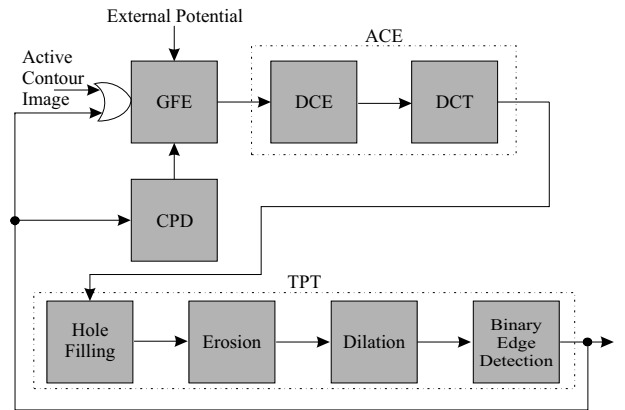 External Potential
Active
Contour
Image
GFE
ACE
DCE
DCT
CPD
TPT
Hole
Filling
Erosion
Dilation
Binary
Edge
Detection